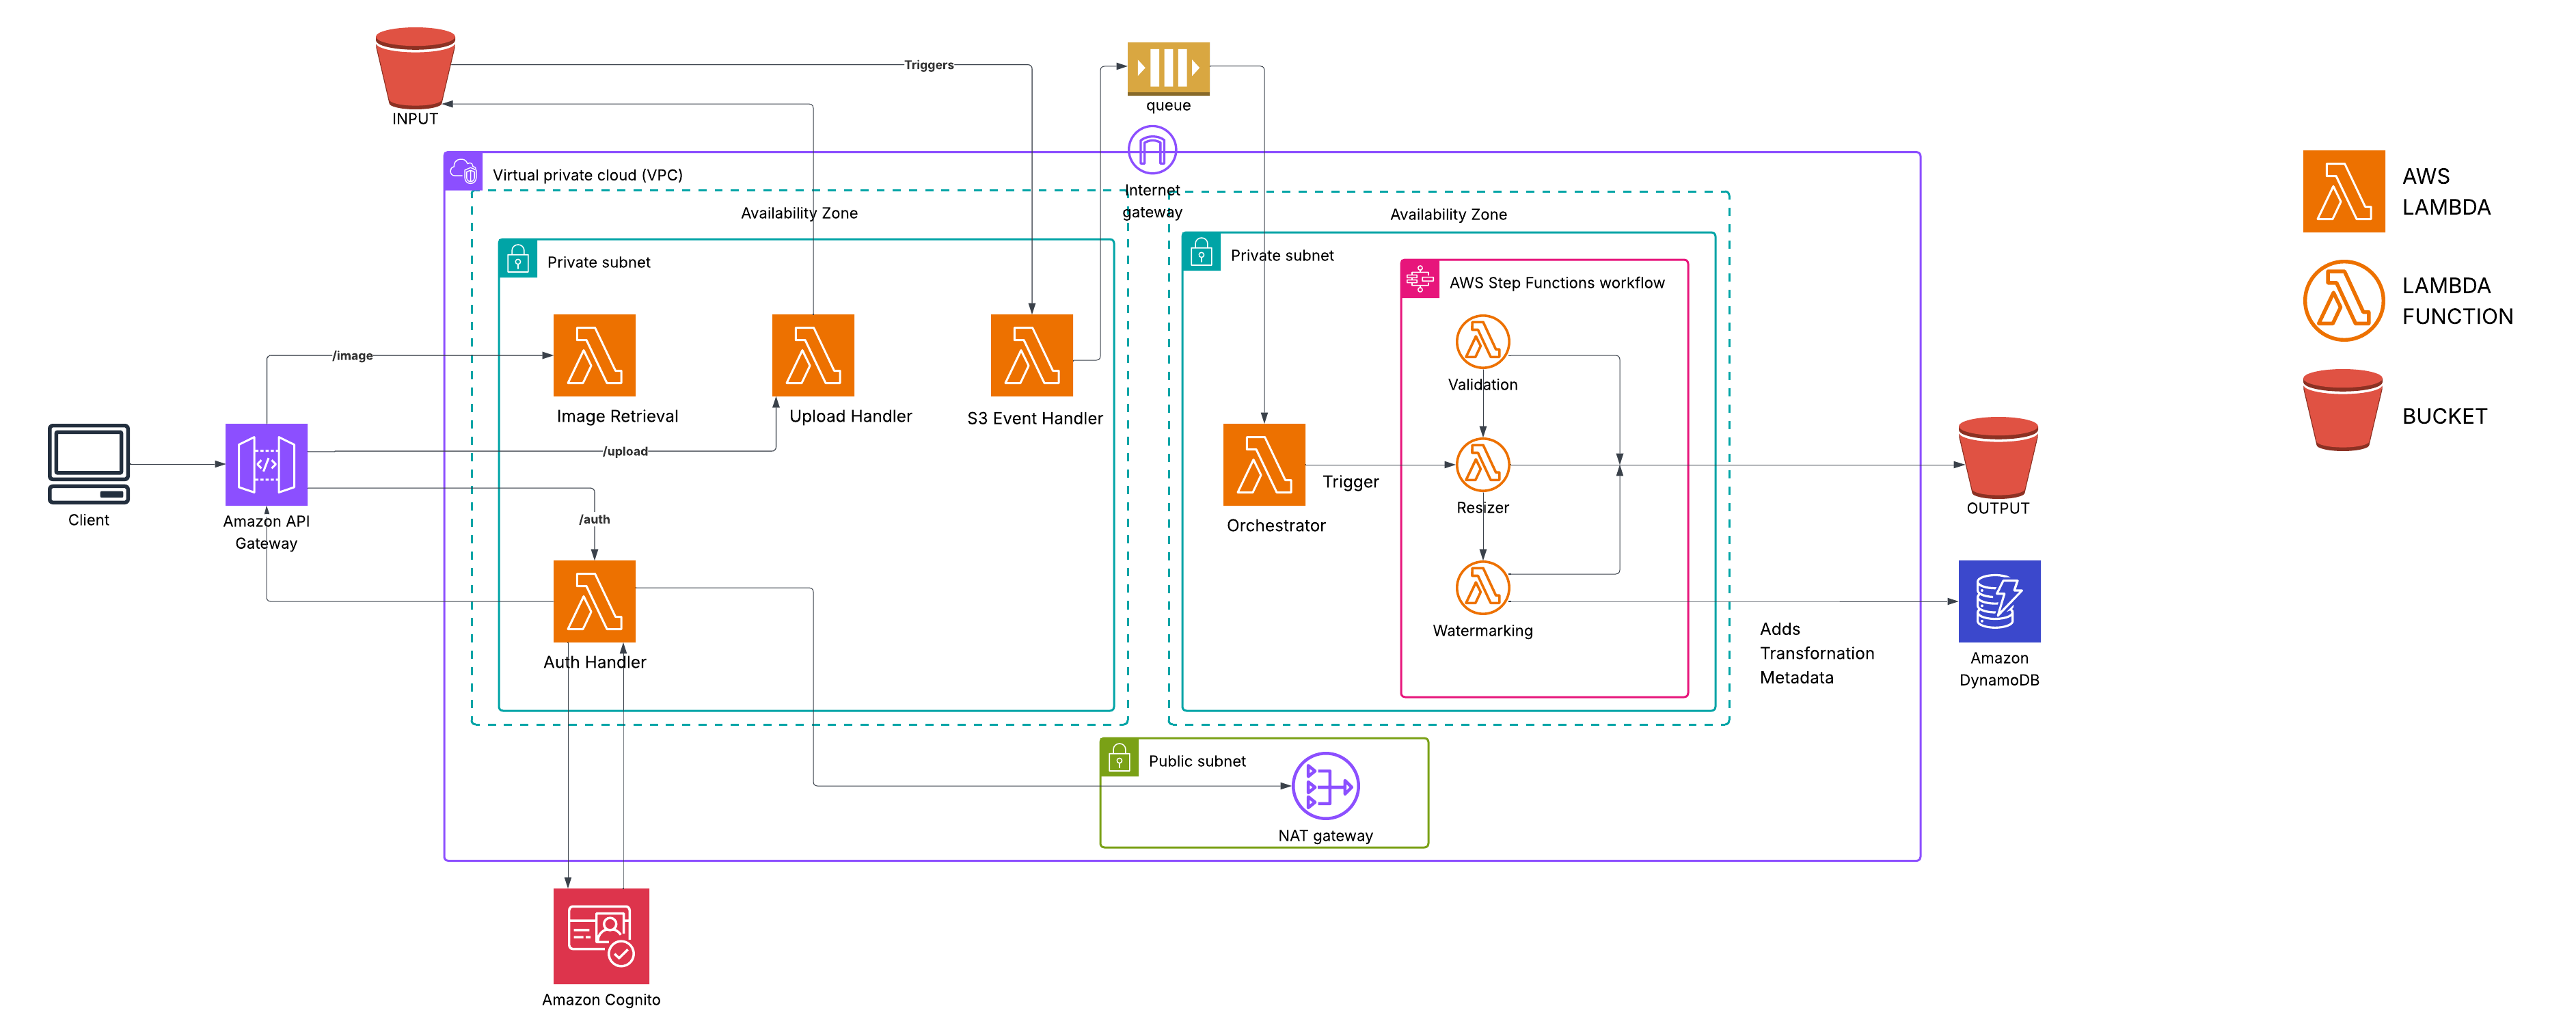 INPUT
Triggers
queue
Virtual private cloud (VPC)
Internet
gateway
Availability Zone
Availability Zone
Private subnet
Private subnet
AWS Step Functions workflow
AWS
LAMBDA
LAMBDA
FUNCTION
BUCKET
/image
Image Retrieval
Upload Handler
S3 Event Handler
Validation
/upload
Trigger
Resizer
Orchestrator
OUTPUT
Client
Amazon API
Gateway
/auth
Auth Handler
Watermarking
Adds
Transfornation
Metadata
Amazon
DynamoDB
Public subnet
NAT gateway
Amazon Cognito